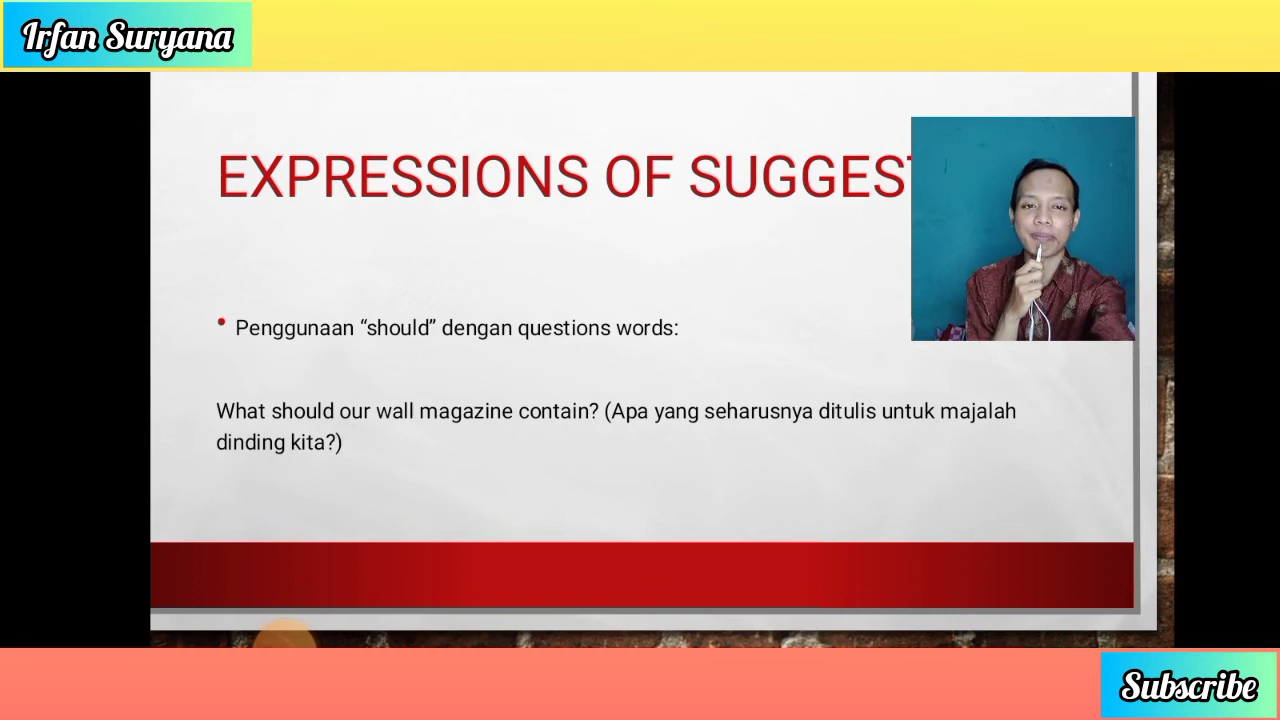 Irfan Suryana
EXPRESSIONS OF SUGGEST
• Penggunaan “should” dengan questions words:
What should our wall magazine contain? (Apa yang seharusnya ditulis untuk majalah
dinding kita?)
Subscribe